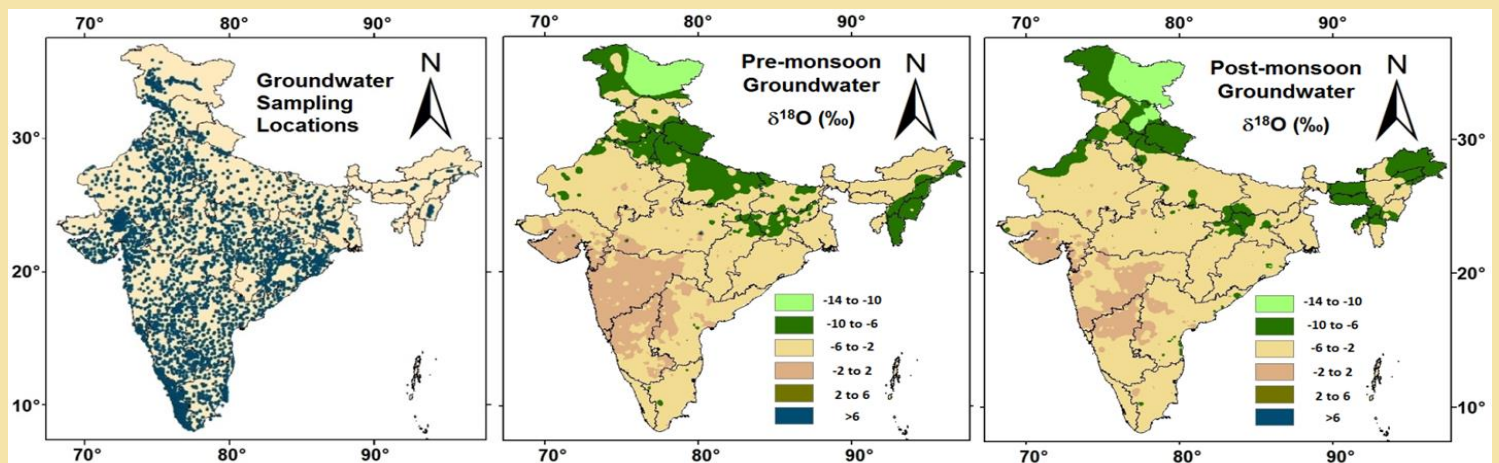 70° 80° 90°
N
Groundwater
Sampling
Locations
30°
20°
10°
70° 80° 90°
70° 80° 90°
Pre-monsoon
Groundwater
δ¹⁸O (‰)
N
-14 to -10
-10 to -6
-6 to -2
-2 to 2
2 to 6
>6
70° 80° 90°
70° 80° 90°
Post-monsoon
Groundwater
δ¹⁸O (‰)
N
30°
20°
10°
-14 to -10
-10 to -6
-6 to -2
-2 to 2
2 to 6
>6
70° 80° 90°